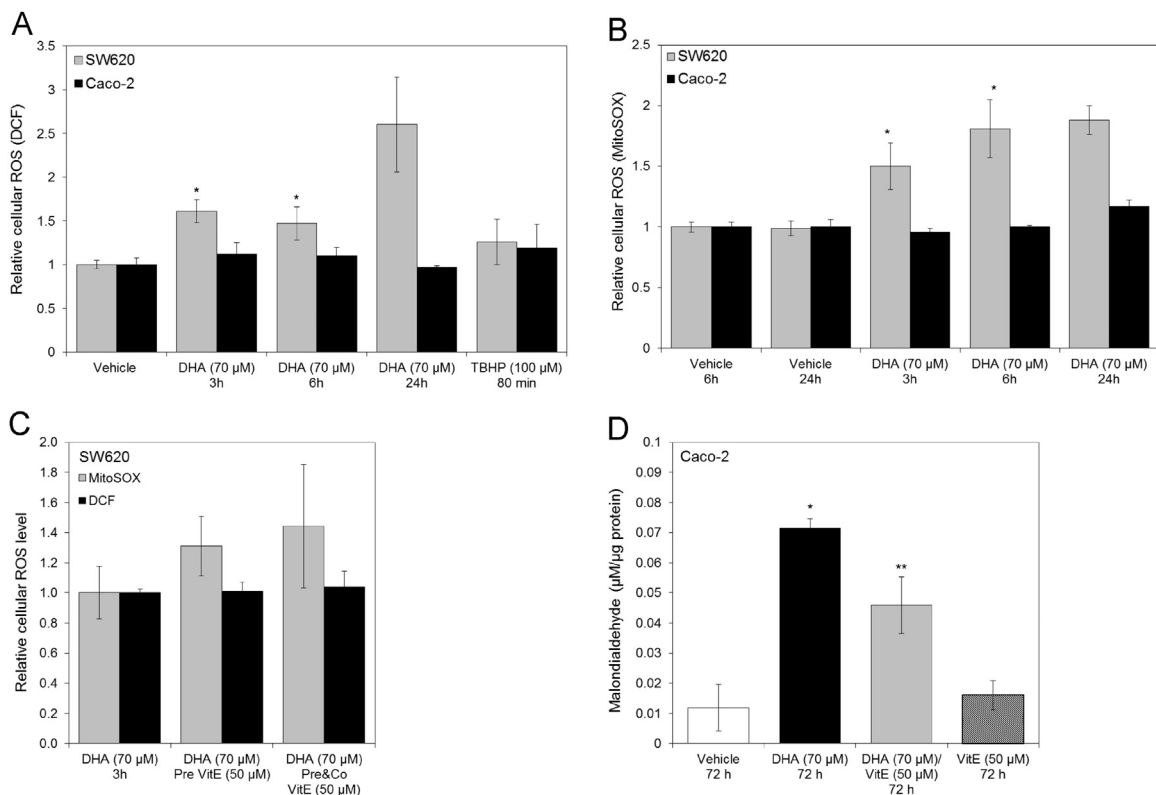 A
Relative cellular ROS (DCF)
3.5
3
2.5
2
1.5
1
0.5
0
SW620
Caco-2
*
*
Vehicle
DHA (70 µM)
3h
DHA (70 µM)
6h
DHA (70 µM)
24h
TBHP (100 µM)
80 min
B
Relative cellular ROS (MitoSOX)
2.5
2
1.5
1
0.5
0
SW620
Caco-2
*
*
Vehicle
6h
Vehicle
24h
DHA (70 µM)
3h
DHA (70 µM)
6h
DHA (70 µM)
24h
C
Relative cellular ROS level
2.0
1.8
1.6
1.4
1.2
1.0
0.8
0.6
0.4
0.2
0.0
SW620
MitoSOX
DCF
DHA (70 µM)
3h
DHA (70 µM)
Pre VitE (50 µM)
DHA (70 µM)
Pre&Co
VitE (50 µM)
D
Malondialdehyde (µM/µg protein)
0.1
0.09
0.08
0.07
0.06
0.05
0.04
0.03
0.02
0.01
0
Caco-2
*
**
Vehicle
72 h
DHA (70 µM)
72 h
DHA (70 µM)/
VitE (50 µM)
72 h
VitE (50 µM)
72 h